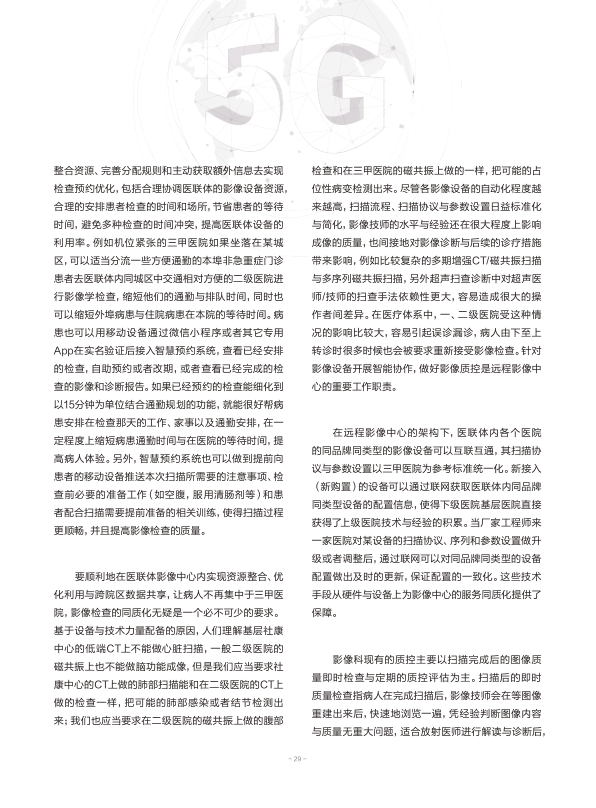 5G
整合资源、完善分配规则和主动获取额外信息去实现
检查预约优化，包括合理协调医联体的影像设备资源，
合理的安排患者检查的时间和场所，节省患者的等待
时间，避免多种检查的时间冲突，提高医联体设备的
利用率。例如机位紧张的三甲医院如果坐落在某城
区，可以适当分流一些方便通勤的本埠非急重症门诊
患者去医联体内同城区中交通相对方便的二级医院进
行影像学检查，缩短他们的通勤与排队时间，同时也
可以缩短外埠病患与住院病患在本院的等待时间。病
患也可以用移动设备通过微信小程序或者其它专用
App在实名验证后接入智慧预约系统，查看已经安排
的检查，自助预约或者改期，或者查看已经完成的检
查的影像和诊断报告。如果已经预约的检查能细化到
以15分钟为单位结合通勤规划的功能，就能很好帮病
患安排在检查那天的工作、家事以及通勤安排，在一
定程度上缩短病患通勤时间与在医院的等待时间，提
高病人体验。另外，智慧预约系统也可以做到提前向
患者的移动设备推送本次扫描所需要的注意事项、检
查前必要的准备工作（如空腹，服用清肠剂等）和患
者配合扫描需要提前准备的相关训练，使得扫描过程
更顺畅，并且提高影像检查的质量。
要顺利地在医联体影像中心内实现资源整合、优
化利用与跨院区数据共享，让病人不再集中于三甲医
院，影像检查的同质化无疑是一个必不可少的要求。
基于设备与技术力量配备的原因，人们理解基层社康
中心的低端CT上不能做心脏扫描，一般二级医院的
磁共振上也不能做脑功能成像，但是我们应当要求社
康中心的CT上做的肺部扫描能和在二级医院的CT上
做的检查一样，把可能的肺部感染或者结节检测出
来；我们也应当要求在二级医院的磁共振上做的腹部
检查和在三甲医院的磁共振上做的一样，把可能的占
位性病变检测出来。尽管各影像设备的自动化程度越
来越高，扫描流程、扫描协议与参数设置日益标准化
与简化，影像技师的水平与经验还在很大程度上影响
成像的质量，也间接地对影像诊断与后续的诊疗措施
带来影响，例如比较复杂的多期增强CT/磁共振扫描
与多序列磁共振扫描，另外超声扫查诊断中对超声医
师/技师的扫查手法依赖性更大，容易造成很大的操
作者间差异。在医疗体系中，一、二级医院受这种情
况的影响比较大，容易引起误诊漏诊，病人由下至上
转诊时很多时候也会被要求重新接受影像检查。针对
影像设备开展智能协作，做好影像质控是远程影像中
心的重要工作职责。
在远程影像中心的架构下，医联体内各个医院
的同品牌同类型的影像设备可以互联互通，其扫描协
议与参数设置以三甲医院为参考标准统一化。新接入
（新购置）的设备可以通过联网获取医联体内同品牌
同类型设备的配置信息，使得下级医院基层医院直接
获得了上级医院技术与经验的积累。当厂家工程师来
一家医院对某设备的扫描协议、序列和参数设置做升
级或者调整后，通过联网可以对同品牌同类型的设备
配置做出及时的更新，保证配置的一致化。这些技术
手段从硬件与设备上为影像中心的服务同质化提供了
保障。
影像科现有的质控主要以扫描完成后的图像质
量即时检查与定期的质控评估为主。扫描后的即时
质量检查指病人在完成扫描后，影像技师会在等图像
重建出来后，快速地浏览一遍，凭经验判断图像内容
与质量无重大问题，适合放射医师进行解读与诊断后，
- 29 -